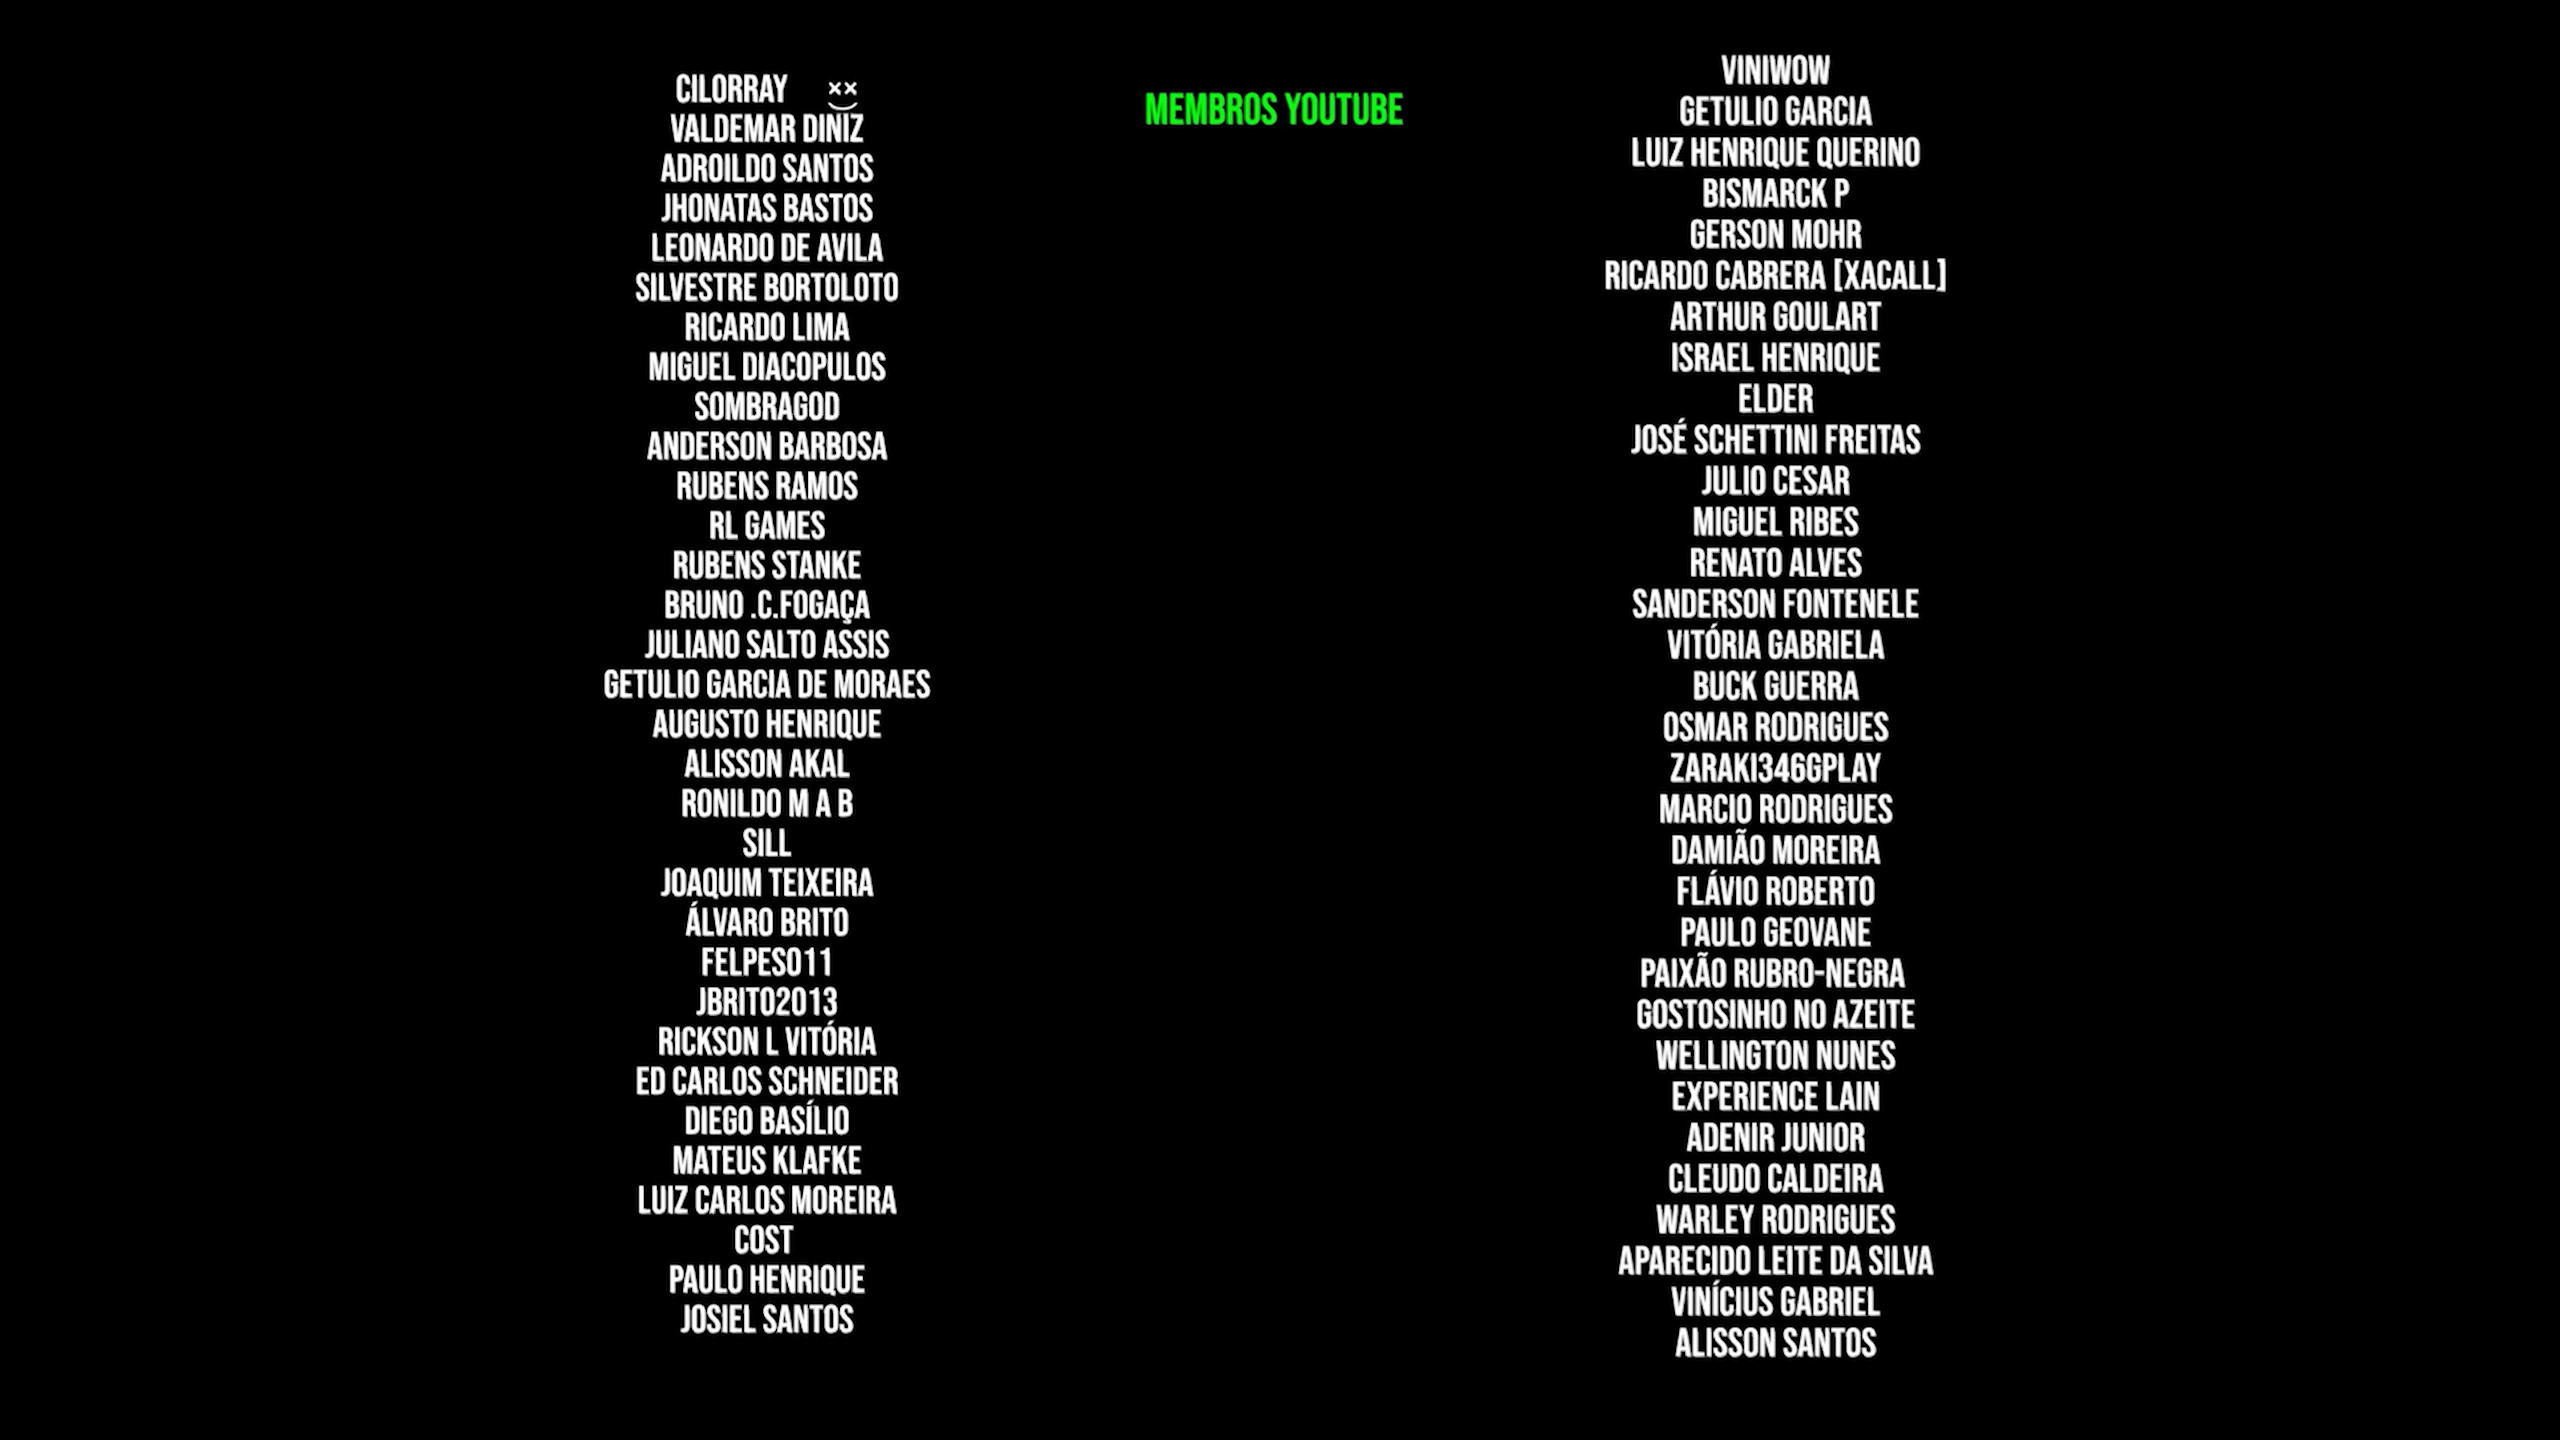 MEMBROS YOUTUBE
CILORRAY
VALDEMAR DINIZ
ADROILDO SANTOS
JHONATAS BASTOS
LEONARDO DE AVILA
SILVESTRE BORTOLOTO
RICARDO LIMA
MIGUEL DIACOPULOS
SOMBRAGOD
ANDERSON BARBOSA
RUBENS RAMOS
RL GAMES
RUBENS STANKE
BRUNO .C.FOGAÇA
JULIANO SALTO ASSIS
GETULIO GARCIA DE MORAES
AUGUSTO HENRIQUE
ALISSON AKAL
RONILDO M A B
SILL
JOAQUIM TEIXEIRA
ÁLVARO BRITO
FELPESO11
JBRITO2013
RICKSON L VITÓRIA
ED CARLOS SCHNEIDER
DIEGO BASÍLIO
MATEUS KLAFKE
LUIZ CARLOS MOREIRA
COST
PAULO HENRIQUE
JOSIEL SANTOS
VINIWOW
GETULIO GARCIA
LUIZ HENRIQUE QUERINO
BISMARCK P
GERSON MOHR
RICARDO CABRERA [XACALL]
ARTHUR GOULART
ISRAEL HENRIQUE
ELDER
JOSÉ SCHETTINI FREITAS
JULIO CESAR
MIGUEL RIBES
RENATO ALVES
SANDERSON FONTENELE
VITÓRIA GABRIELA
BUCK GUERRA
OSMAR RODRIGUES
ZARAKI346GPLAY
MARCIO RODRIGUES
DAMIÃO MOREIRA
FLÁVIO ROBERTO
PAULO GEOVANE
PAIXÃO RUBRO-NEGRA
GOSTOSINHO NO AZEITE
WELLINGTON NUNES
EXPERIENCE LAIN
ADENIR JUNIOR
CLEUDO CALDEIRA
WARLEY RODRIGUES
APARECIDO LEITE DA SILVA
VINÍCIUS GABRIEL
ALISSON SANTOS